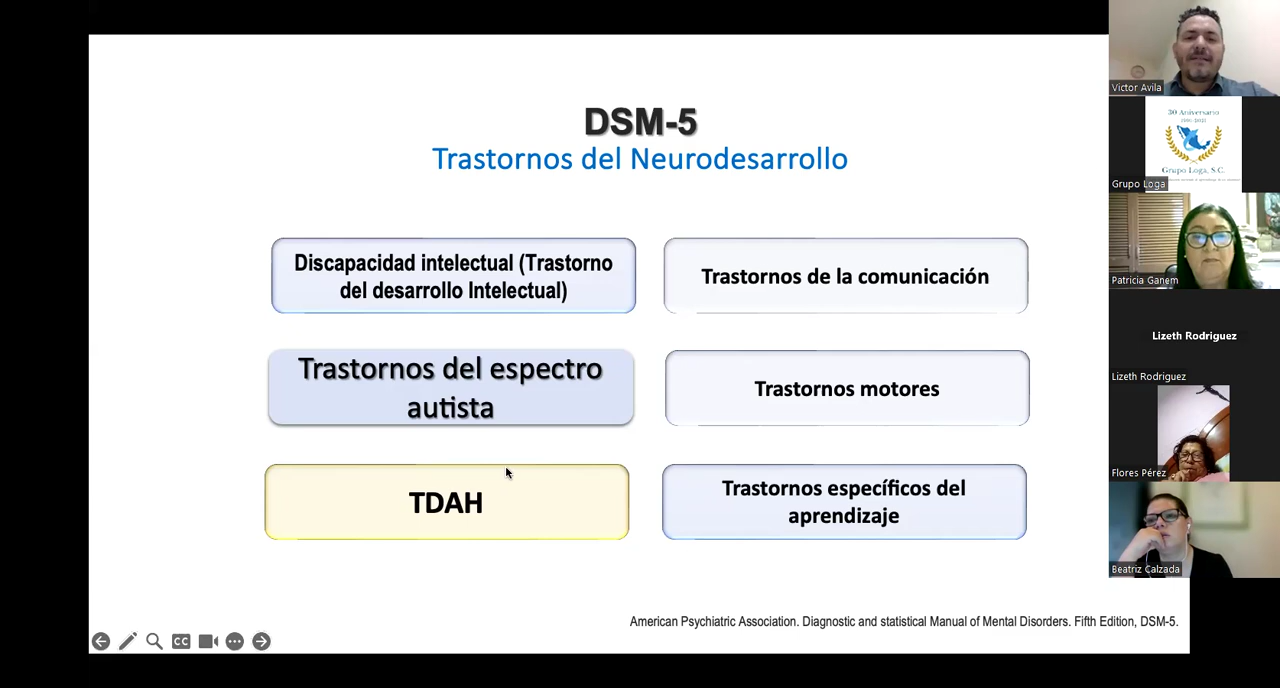 DSM-5
Trastornos del Neurodesarrollo
Discapacidad intelectual (Trastorno
del desarrollo Intelectual)
Trastornos de la comunicación
Trastornos del espectro
autista
Trastornos motores
TDAH
Trastornos específicos del
aprendizaje
American Psychiatric Association. Diagnostic and statistical Manual of Mental Disorders. Fifth Edition, DSM-5.
CC
Victor Avila
30 Aniversario
Grupo Loga, S.C.
Grupo Loga
Patricia Ganem
Lizeth Rodriguez
Lizeth Rodriguez
Flores Pérez
Beatriz Calzada